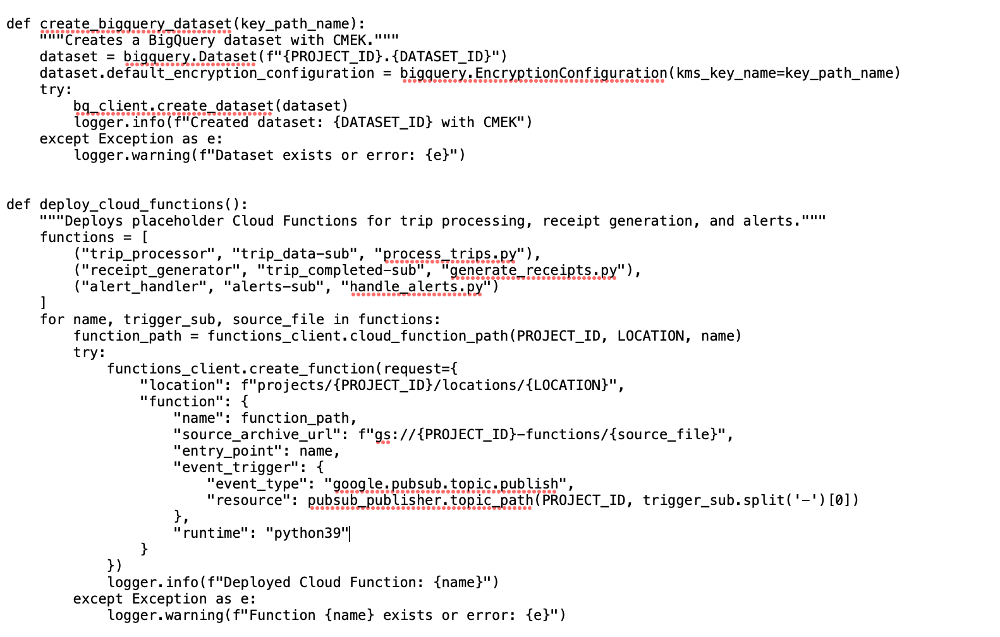 def create_bigquery_dataset(key_path_name):
    """Creates a BigQuery dataset with CMEK."""
    dataset = bigquery.Dataset(f"{PROJECT_ID}.{DATASET_ID}")
    dataset.default_encryption_configuration = bigquery.EncryptionConfiguration(kms_key_name=key_path_name)
    try:
        bq_client.create_dataset(dataset)
        logger.info(f"Created dataset: {DATASET_ID} with CMEK")
    except Exception as e:
        logger.warning(f"Dataset exists or error: {e}")


def deploy_cloud_functions():
    """Deploys placeholder Cloud Functions for trip processing, receipt generation, and alerts."""
    functions = [
        ("trip_processor", "trip_data-sub", "process_trips.py"),
        ("receipt_generator", "trip_completed-sub", "generate_receipts.py"),
        ("alert_handler", "alerts-sub", "handle_alerts.py")
    ]
    for name, trigger_sub, source_file in functions:
        function_path = functions_client.cloud_function_path(PROJECT_ID, LOCATION, name)
        try:
            functions_client.create_function(request={
                "location": f"projects/{PROJECT_ID}/locations/{LOCATION}",
                "function": {
                    "name": function_path,
                    "source_archive_url": f"gs://{PROJECT_ID}-functions/{source_file}",
                    "entry_point": name,
                    "event_trigger": {
                        "event_type": "google.pubsub.topic.publish",
                        "resource": pubsub_publisher.topic_path(PROJECT_ID, trigger_sub.split('-')[0])
                    },
                    "runtime": "python39"
                }
            })
            logger.info(f"Deployed Cloud Function: {name}")
        except Exception as e:
            logger.warning(f"Function {name} exists or error: {e}")